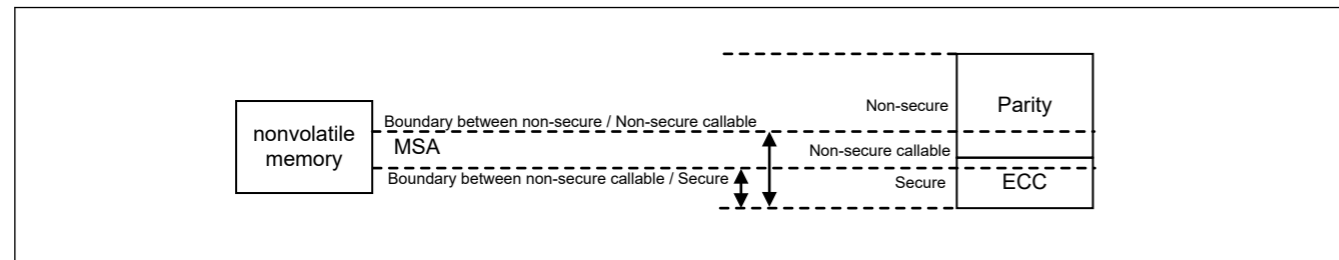 nonvolatile
memory
Boundary between non-secure / Non-secure callable
MSA
Boundary between non-secure callable / Secure
Non-secure
Non-secure callable
Secure
Parity
ECC